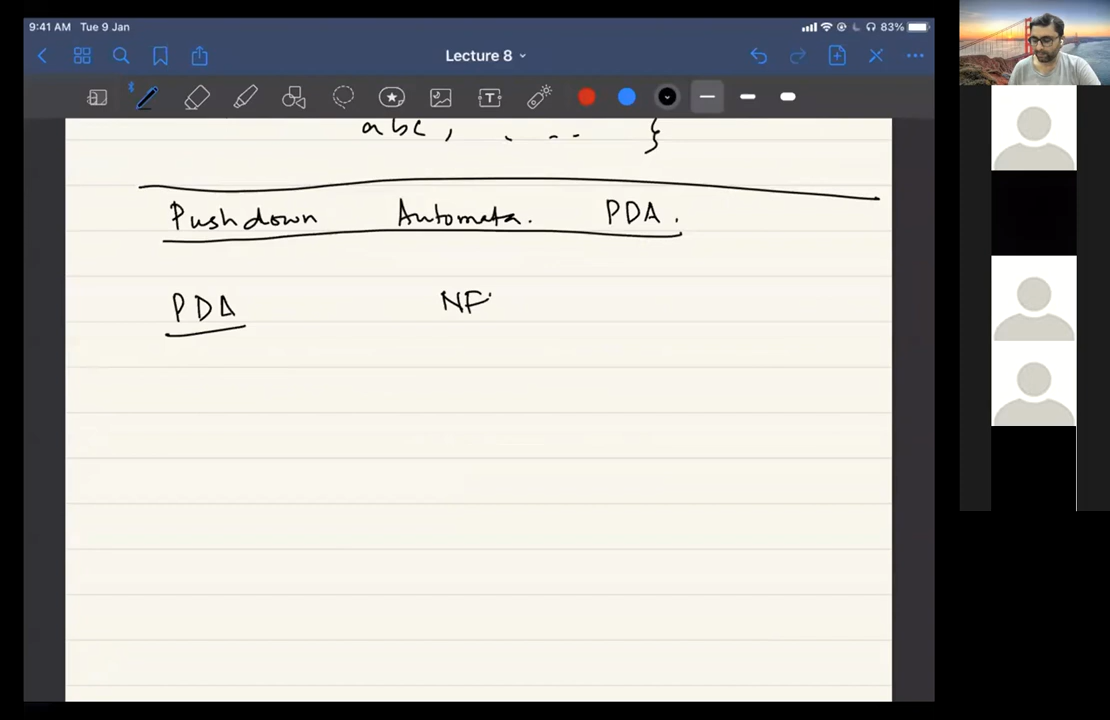 9:41 AM Tue 9 Jan 83%
Lecture 8
abc, . .. }
Pushdown Automata. PDA.
PDA NF